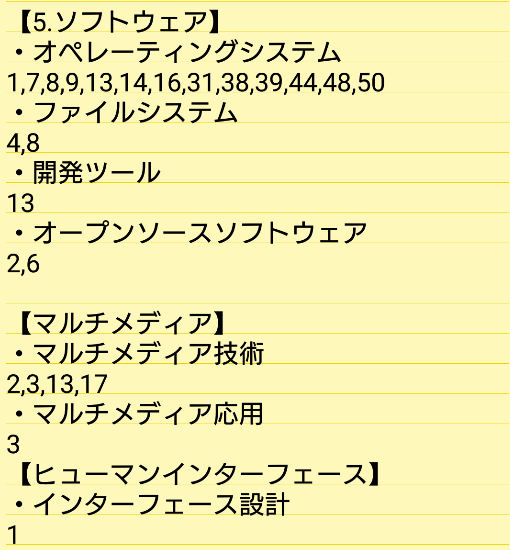 【5.ソフトウェア】
・オペレーティングシステム
1,7,8,9,13,14,16,31,38,39,44,48,50
・ファイルシステム
4,8
・開発ツール
13
・オープンソースソフトウェア
2,6
【マルチメディア】
・マルチメディア技術
2,3,13,17
・マルチメディア応用
3
【ヒューマンインターフェース】
・インターフェース設計
1